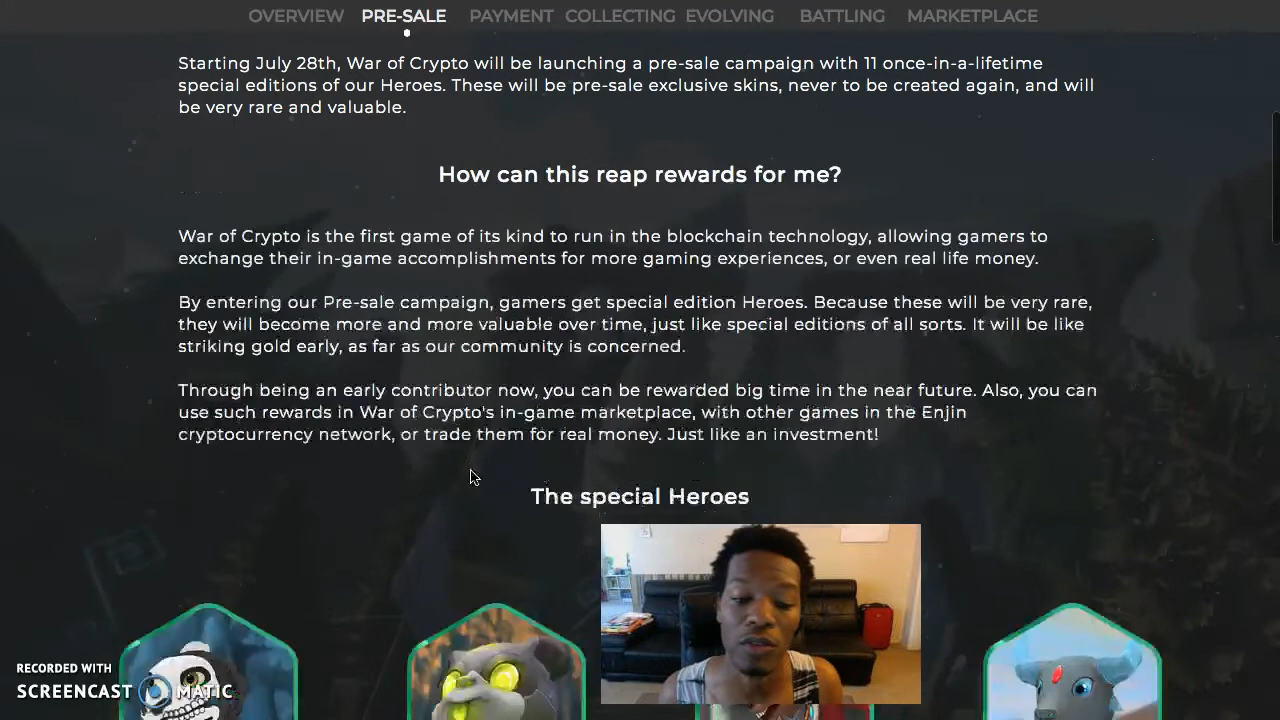 OVERVIEW PRE-SALE PAYMENT COLLECTING EVOLVING BATTLING MARKETPLACE
Starting July 28th, War of Crypto will be launching a pre-sale campaign with 11 once-in-a-lifetime
special editions of our Heroes. These will be pre-sale exclusive skins, never to be created again, and will
be very rare and valuable.
How can this reap rewards for me?
War of Crypto is the first game of its kind to run in the blockchain technology, allowing gamers to
exchange their in-game accomplishments for more gaming experiences, or even real life money.
By entering our Pre-sale campaign, gamers get special edition Heroes. Because these will be very rare,
they will become more and more valuable over time, just like special editions of all sorts. It will be like
striking gold early, as far as our community is concerned.
Through being an early contributor now, you can be rewarded big time in the near future. Also, you can
use such rewards in War of Crypto's in-game marketplace, with other games in the Enjin
cryptocurrency network, or trade them for real money. Just like an investment!
The special Heroes
RECORDED WITH
SCREENCAST MATIC